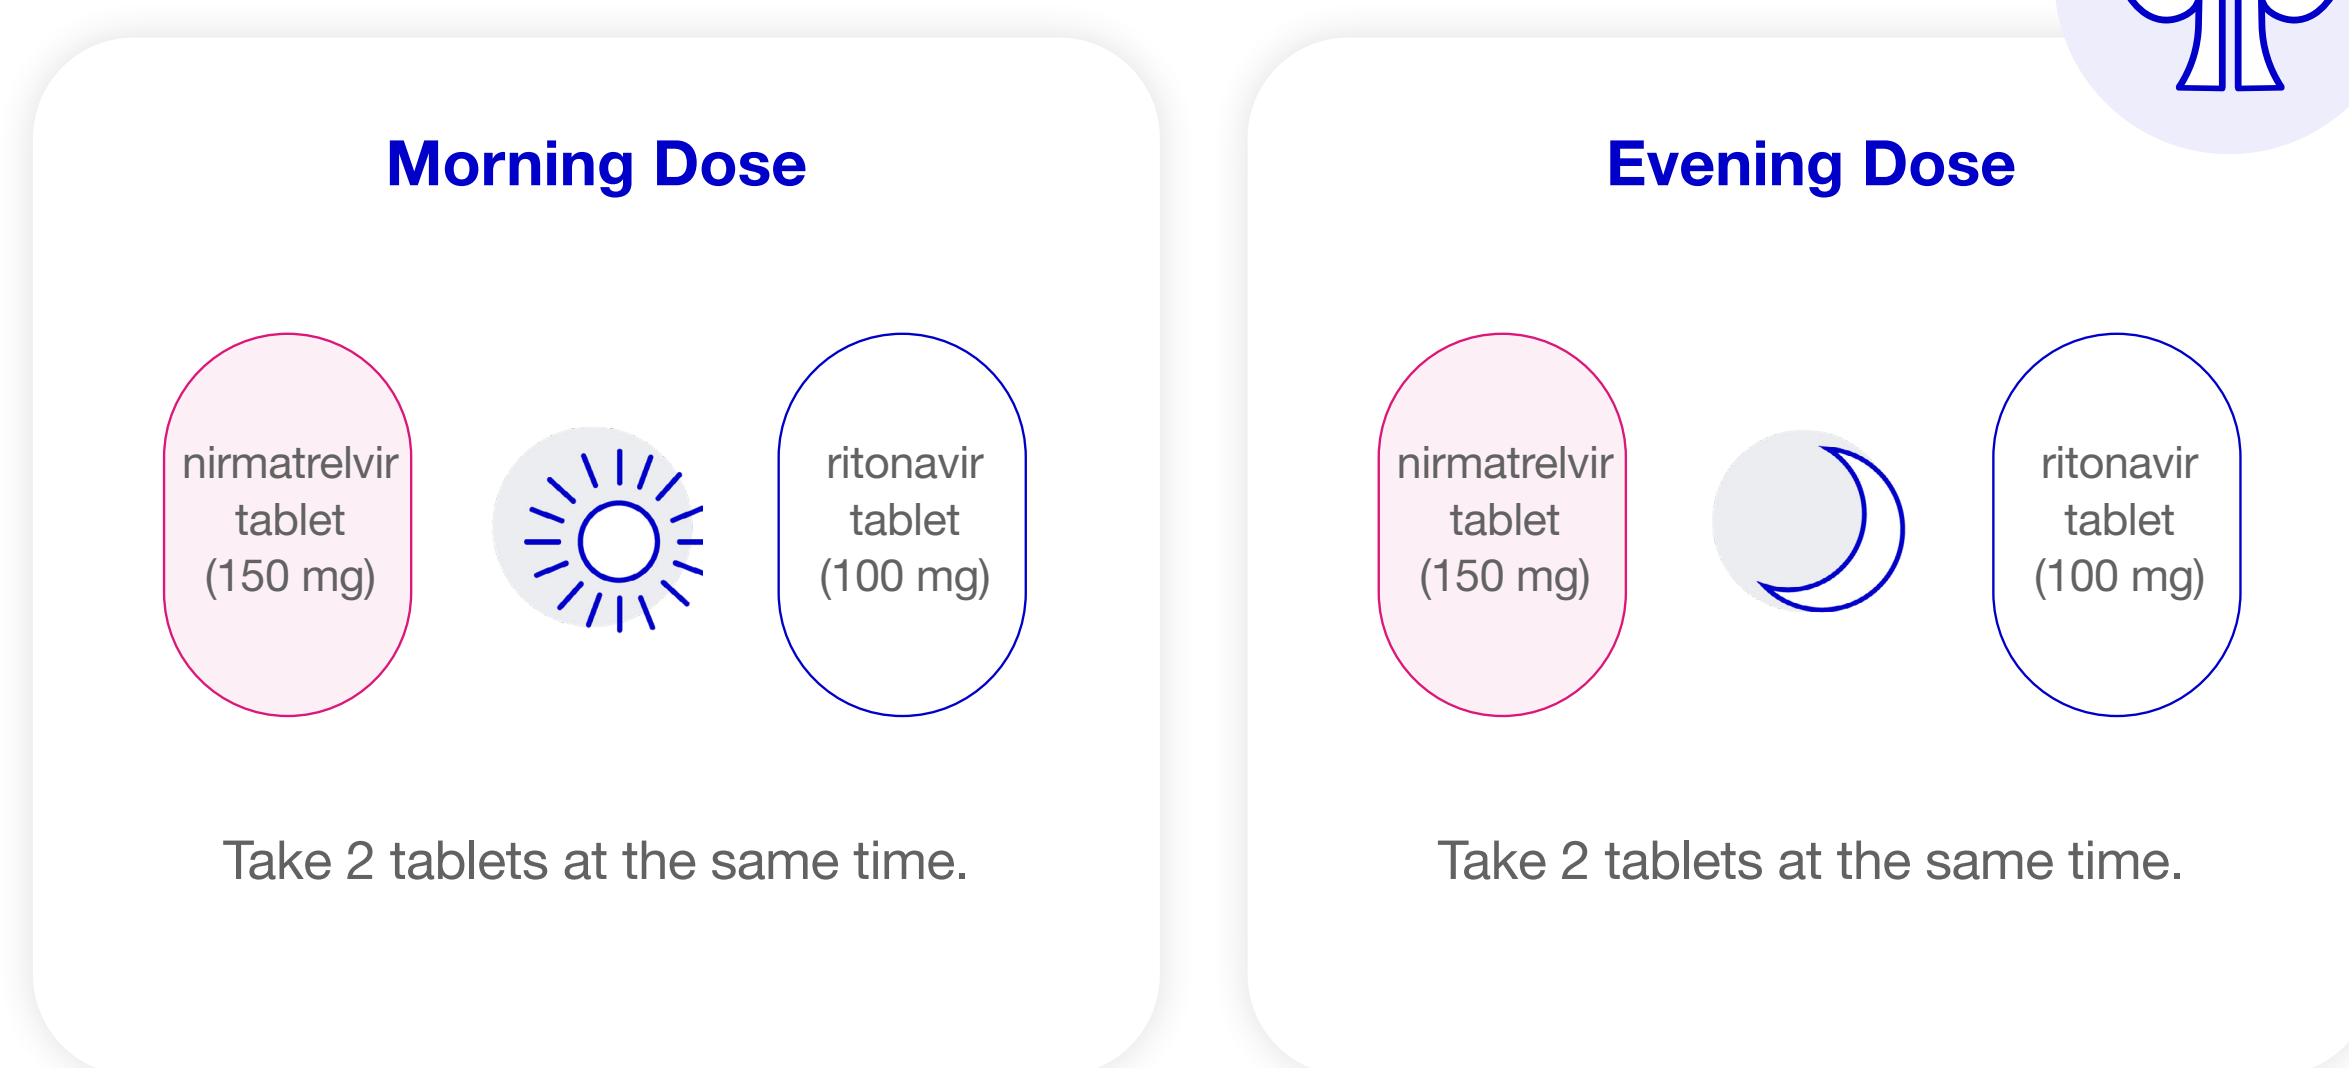 Morning Dose
nirmatrelvir
tablet
(150 mg)
ritonavir
tablet
(100 mg)
Take 2 tablets at the same time.
Evening Dose
nirmatrelvir
tablet
(150 mg)
ritonavir
tablet
(100 mg)
Take 2 tablets at the same time.